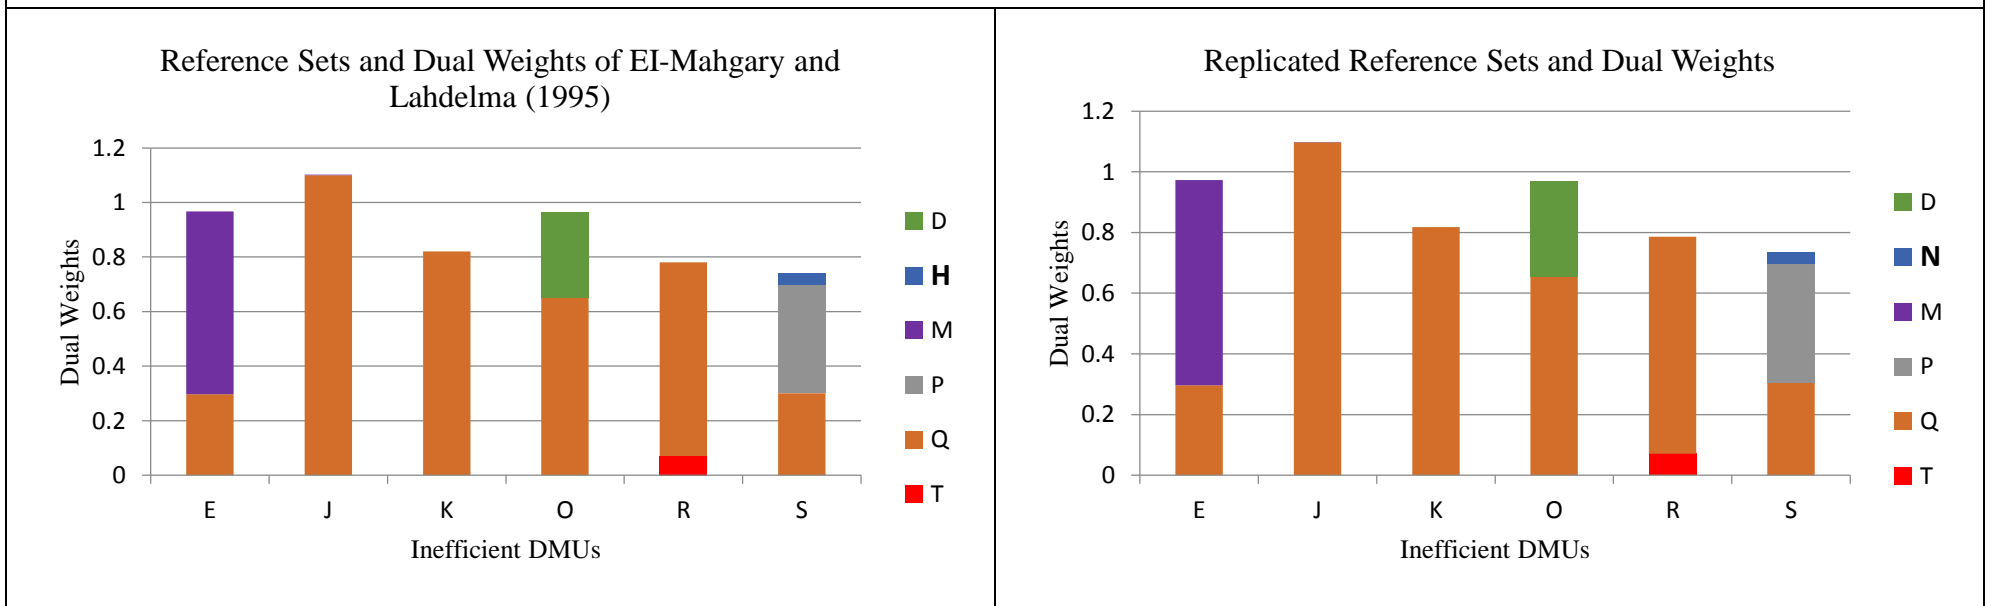 Reference Sets and Dual Weights of EI-Mahgary and
Lahdelma (1995)
1.2
1
0.8
0.6
0.4
0.2
0
Dual Weights
E J K O R S
Inefficient DMUs
D
H
M
P
Q
T
Replicated Reference Sets and Dual Weights
1.2
1
0.8
0.6
0.4
0.2
0
Dual Weights
E J K O R S
Inefficient DMUs
D
N
M
P
Q
T